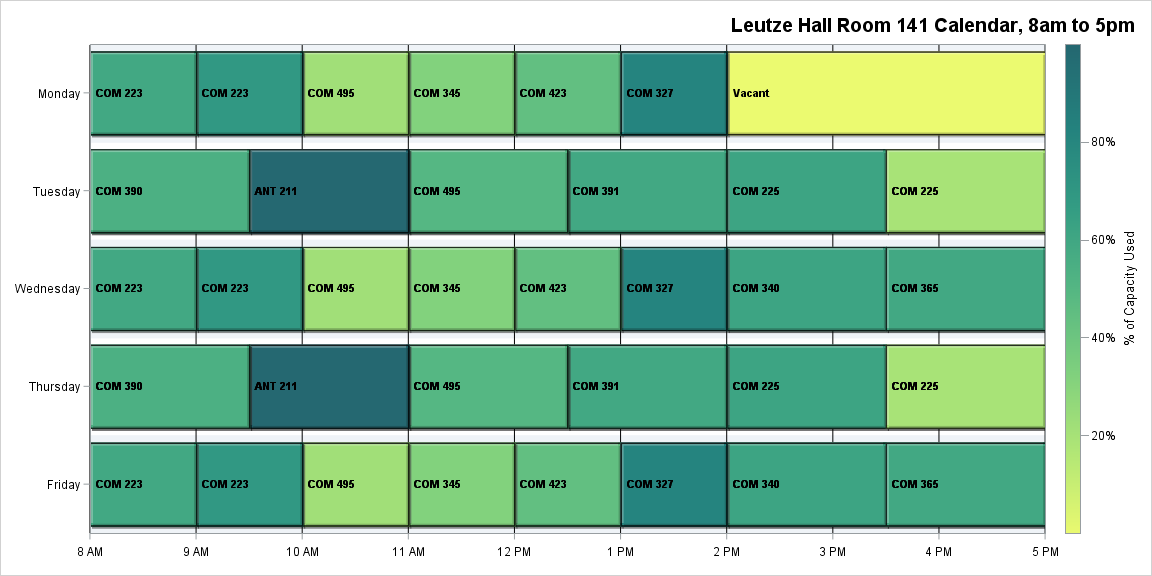 Leutze Hall Room 141 Calendar, 8am to 5pm
Monday
COM 223
COM 223
COM 495
COM 345
COM 423
COM 327
Vacant
Tuesday
COM 390
ANT 211
COM 495
COM 391
COM 225
COM 225
Wednesday
COM 223
COM 223
COM 495
COM 345
COM 423
COM 327
COM 340
COM 365
Thursday
COM 390
ANT 211
COM 495
COM 391
COM 225
COM 225
Friday
COM 223
COM 223
COM 495
COM 345
COM 423
COM 327
COM 340
COM 365
8 AM
9 AM
10 AM
11 AM
12 PM
1 PM
2 PM
3 PM
4 PM
5 PM
80%
60%
40%
20%
% of Capacity Used